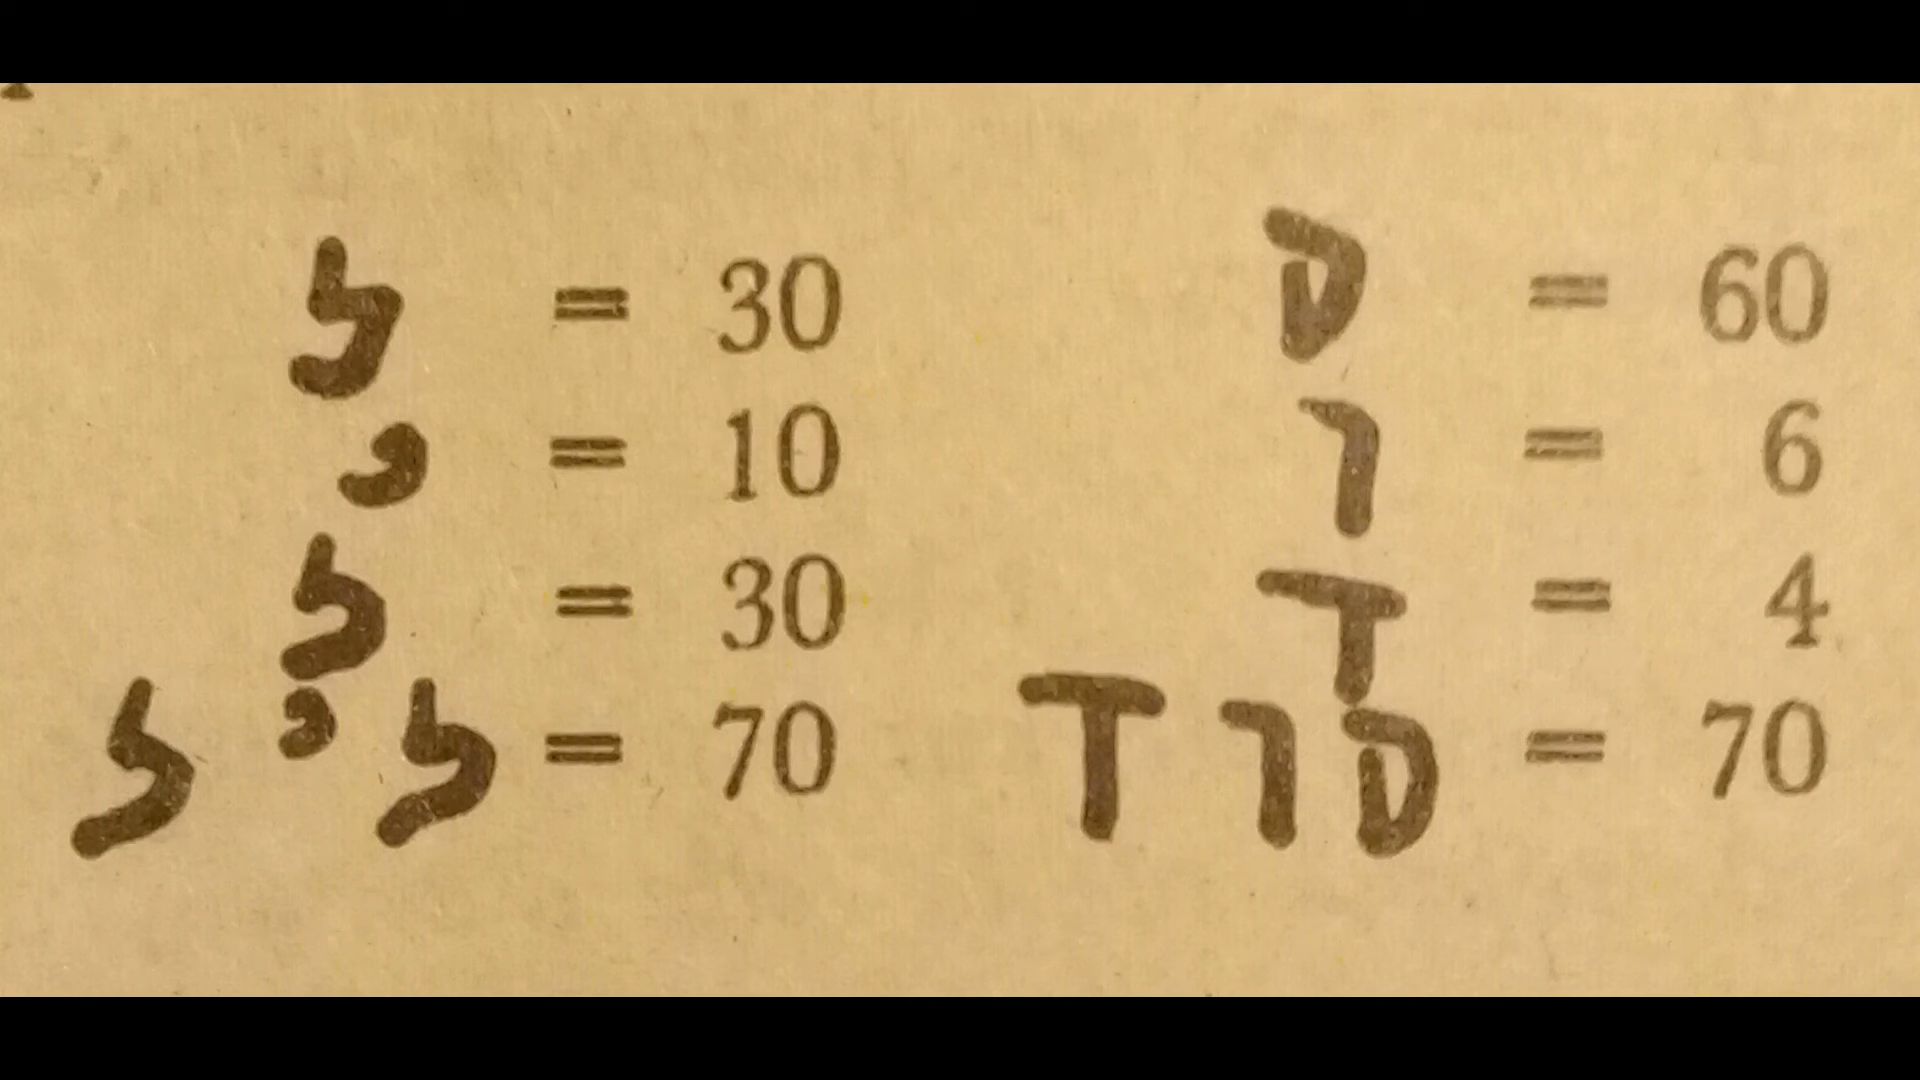 ל = 30
י = 10
ל = 30
ליל = 70
ס = 60
ו = 6
ד = 4
סוד = 70